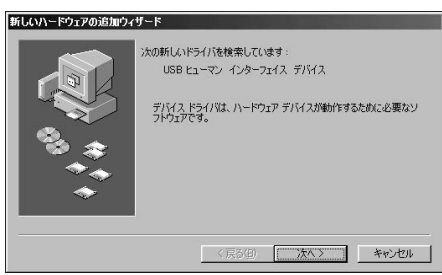 新しいハードウェアの追加ウィザード
次の新しいドライバを検索しています：
USB ヒューマン インターフェイス デバイス
デバイス ドライバは、ハードウェア デバイスが動作するために必要なソ
フトウェアです。
< 戻る(B)
次へ >
キャンセル